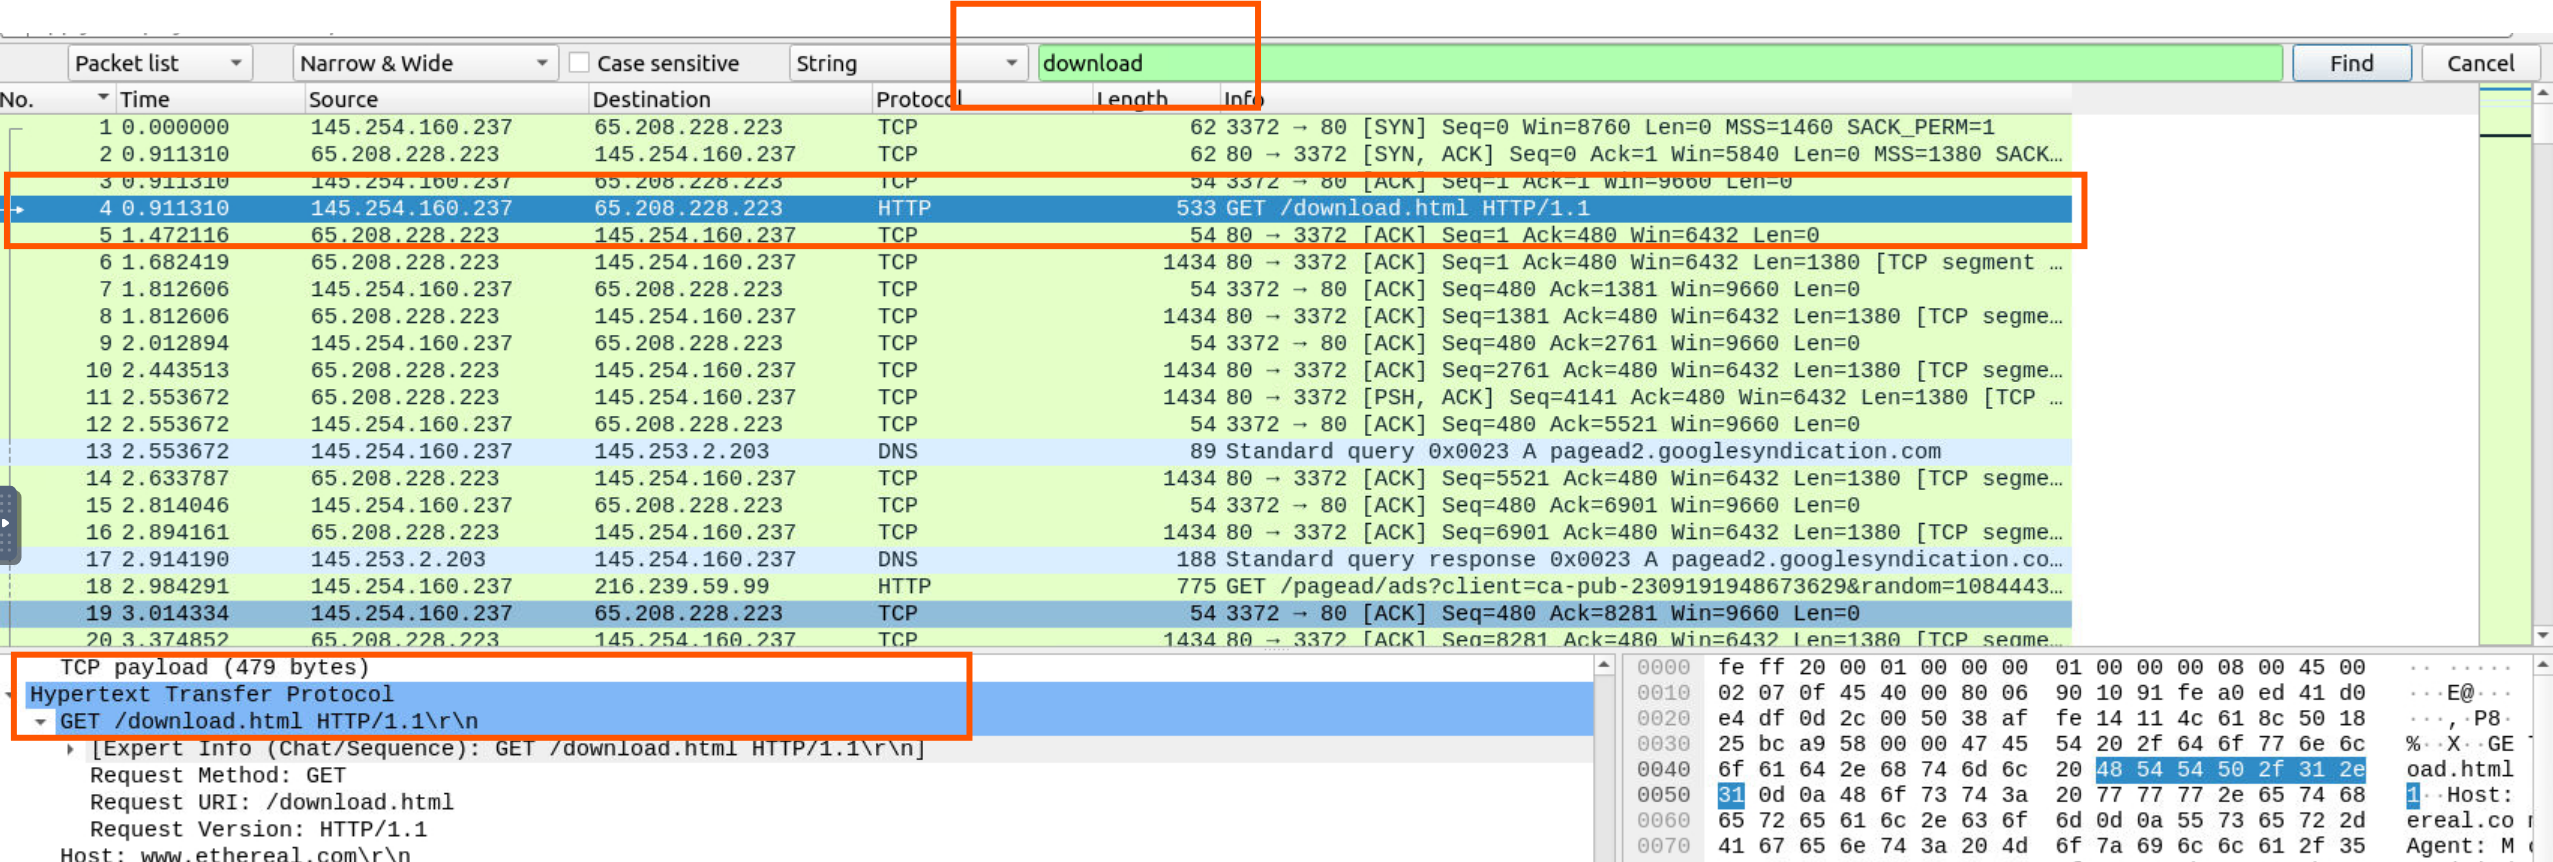 Packet list Narrow & Wide Case sensitive String download Find Cancel
No. Time Source Destination Protocol Length Info
1 0.000000 145.254.160.237 65.208.228.223 TCP 62 3372 → 80 [SYN] Seq=0 Win=8760 Len=0 MSS=1460 SACK_PERM=1
2 0.911310 65.208.228.223 145.254.160.237 TCP 62 80 → 3372 [SYN, ACK] Seq=0 Ack=1 Win=5840 Len=0 MSS=1380 SACK…
3 0.911310 145.254.160.237 65.208.228.223 TCP 54 3372 → 80 [ACK] Seq=1 Ack=1 Win=9660 Len=0
4 0.911310 145.254.160.237 65.208.228.223 HTTP 533 GET /download.html HTTP/1.1
5 1.472116 65.208.228.223 145.254.160.237 TCP 54 80 → 3372 [ACK] Seq=1 Ack=480 Win=6432 Len=0
6 1.682419 65.208.228.223 145.254.160.237 TCP 1434 80 → 3372 [ACK] Seq=1 Ack=480 Win=6432 Len=1380 [TCP segment …
7 1.812606 145.254.160.237 65.208.228.223 TCP 54 3372 → 80 [ACK] Seq=480 Ack=1381 Win=9660 Len=0
8 1.812606 65.208.228.223 145.254.160.237 TCP 1434 80 → 3372 [ACK] Seq=1381 Ack=480 Win=6432 Len=1380 [TCP segme…
9 2.012894 145.254.160.237 65.208.228.223 TCP 54 3372 → 80 [ACK] Seq=480 Ack=2761 Win=9660 Len=0
10 2.443513 65.208.228.223 145.254.160.237 TCP 1434 80 → 3372 [ACK] Seq=2761 Ack=480 Win=6432 Len=1380 [TCP segme…
11 2.553672 65.208.228.223 145.254.160.237 TCP 1434 80 → 3372 [PSH, ACK] Seq=4141 Ack=480 Win=6432 Len=1380 [TCP …
12 2.553672 145.254.160.237 65.208.228.223 TCP 54 3372 → 80 [ACK] Seq=480 Ack=5521 Win=9660 Len=0
13 2.553672 145.254.160.237 145.253.2.203 DNS 89 Standard query 0x0023 A pagead2.googlesyndication.com
14 2.633787 65.208.228.223 145.254.160.237 TCP 1434 80 → 3372 [ACK] Seq=5521 Ack=480 Win=6432 Len=1380 [TCP segme…
15 2.814046 145.254.160.237 65.208.228.223 TCP 54 3372 → 80 [ACK] Seq=480 Ack=6901 Win=9660 Len=0
16 2.894161 65.208.228.223 145.254.160.237 TCP 1434 80 → 3372 [ACK] Seq=6901 Ack=480 Win=6432 Len=1380 [TCP segme…
17 2.914190 145.253.2.203 145.254.160.237 DNS 188 Standard query response 0x0023 A pagead2.googlesyndication.co…
18 2.984291 145.254.160.237 216.239.59.99 HTTP 775 GET /pagead/ads?client=ca-pub-2309191948673629&random=1084443…
19 3.014334 145.254.160.237 65.208.228.223 TCP 54 3372 → 80 [ACK] Seq=480 Ack=8281 Win=9660 Len=0
20 3.374852 65.208.228.223 145.254.160.237 TCP 1434 80 → 3372 [ACK] Seq=8281 Ack=480 Win=6432 Len=1380 [TCP segme…
TCP payload (479 bytes)
Hypertext Transfer Protocol
GET /download.html HTTP/1.1\r\n
[Expert Info (Chat/Sequence): GET /download.html HTTP/1.1\r\n]
Request Method: GET
Request URI: /download.html
Request Version: HTTP/1.1
Host: www.ethereal.com\r\n
0000 fe ff 20 00 01 00 00 00 01 00 00 00 08 00 45 00 ·· ·····
0010 02 07 0f 45 40 00 80 06 90 10 91 fe a0 ed 41 d0 ···E@···
0020 e4 df 0d 2c 00 50 38 af fe 14 11 4c 61 8c 50 18 ···,·P8·
0030 25 bc a9 58 00 00 47 45 54 20 2f 64 6f 77 6e 6c %··X··GE T
0040 6f 61 64 2e 68 74 6d 6c 20 48 54 54 50 2f 31 2e oad.html
0050 31 0d 0a 48 6f 73 74 3a 20 77 77 77 2e 65 74 68 1··Host:
0060 65 72 65 61 6c 2e 63 6f 6d 0d 0a 55 73 65 72 2d ereal.co
0070 41 67 65 6e 74 3a 20 4d 6f 7a 69 6c 6c 61 2f 35 Agent: M